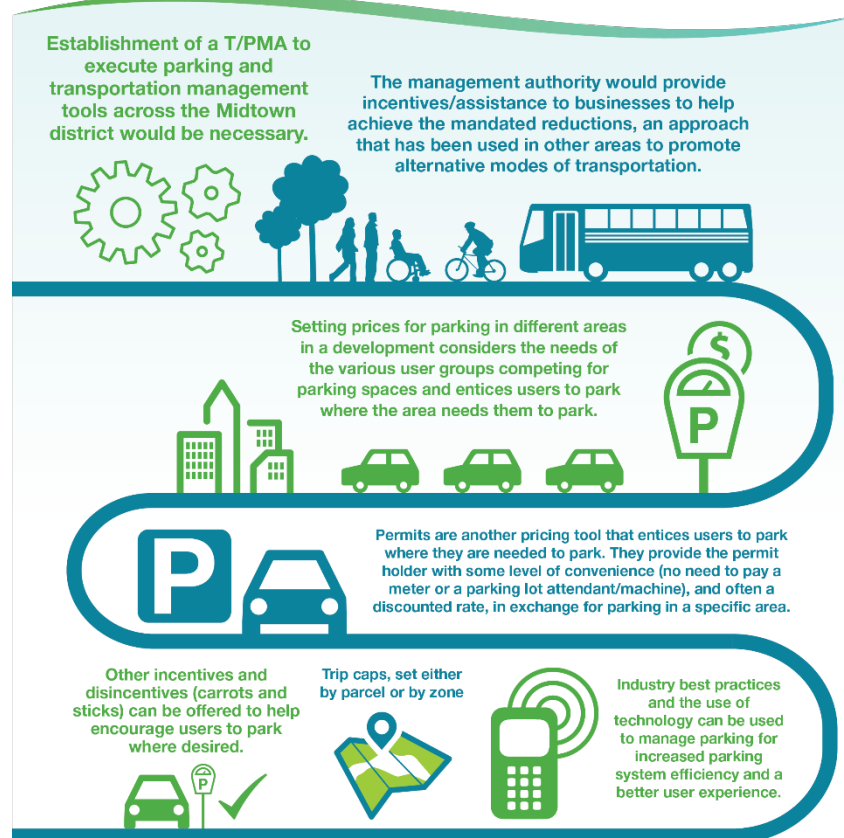 Establishment of a T/PMA to
execute parking and
transportation management
tools across the Midtown
district would be necessary.
The management authority would provide
incentives/assistance to businesses to help
achieve the mandated reductions, an approach
that has been used in other areas to promote
alternative modes of transportation.
Setting prices for parking in different areas
in a development considers the needs of
the various user groups competing for
parking spaces and entices users to park
where the area needs them to park.
$
P
P
Permits are another pricing tool that entices users to park
where they are needed to park. They provide the permit
holder with some level of convenience (no need to pay a
meter or a parking lot attendant/machine), and often a
discounted rate, in exchange for parking in a specific area.
Other incentives and
disincentives (carrots and
sticks) can be offered to help
encourage users to park
where desired.
P
Trip caps, set either
by parcel or by zone
Industry best practices
and the use of
technology can be used
to manage parking for
increased parking
system efficiency and a
better user experience.